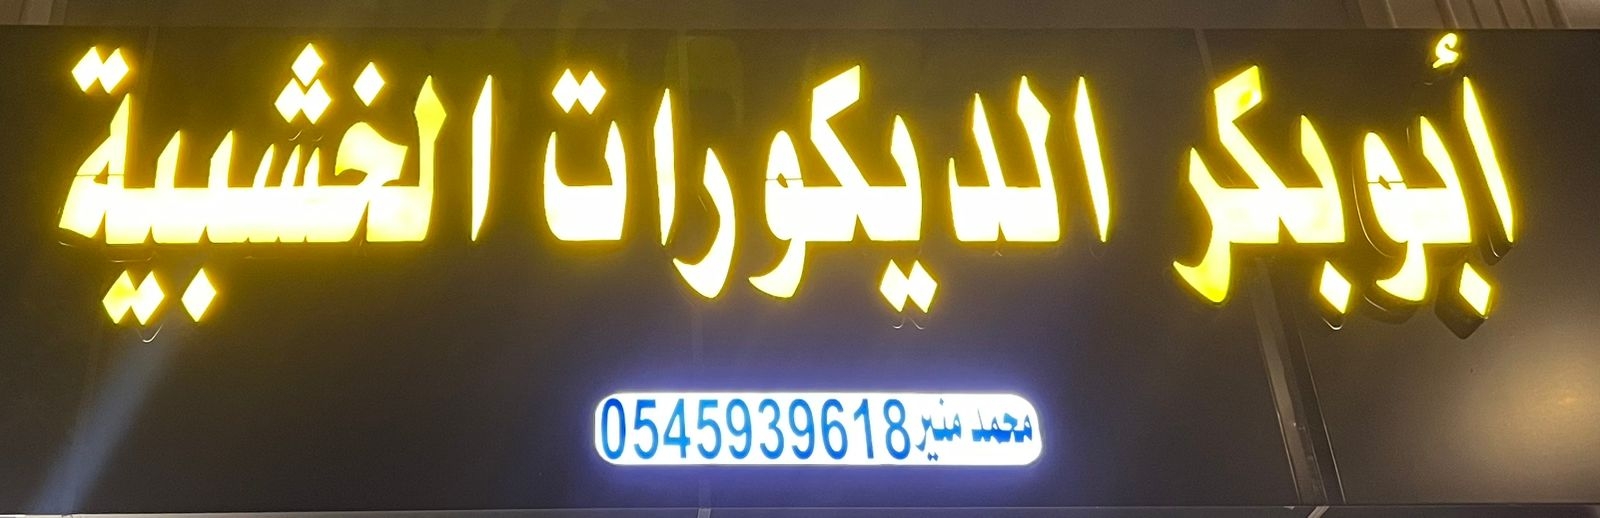 أبوبكر الديكورات الخشبية
محمد منير 0545939618